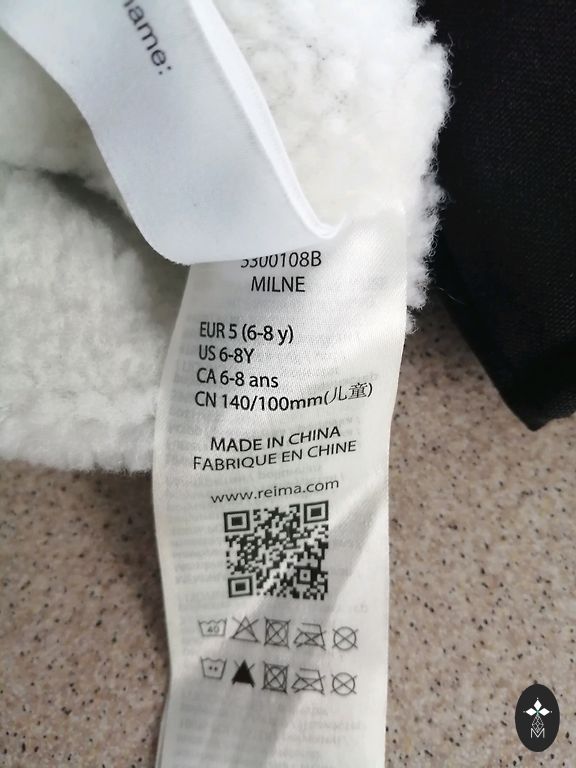 name:
5300108B
MILNE
EUR 5 (6-8 y)
US 6-8Y
CA 6-8 ans
CN 140/100mm(儿童)
MADE IN CHINA
FABRIQUE EN CHINE
www.reima.com
40
M